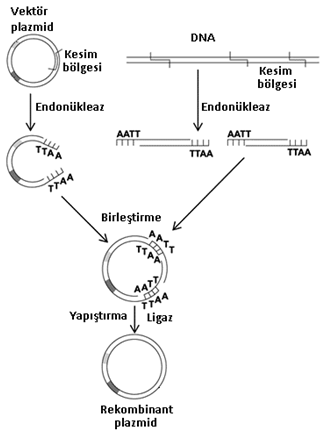 Vektör
plazmid
DNA
Kesim
bölgesi
Kesim
bölgesi
Endonükleaz
Endonükleaz
AATT
AATT
TTAA
TTAA
TTAA
TTAA
Birleştirme
AATT
TTAA
AATT
TTAA
Yapıştırma
Ligaz
Rekombinant
plazmid